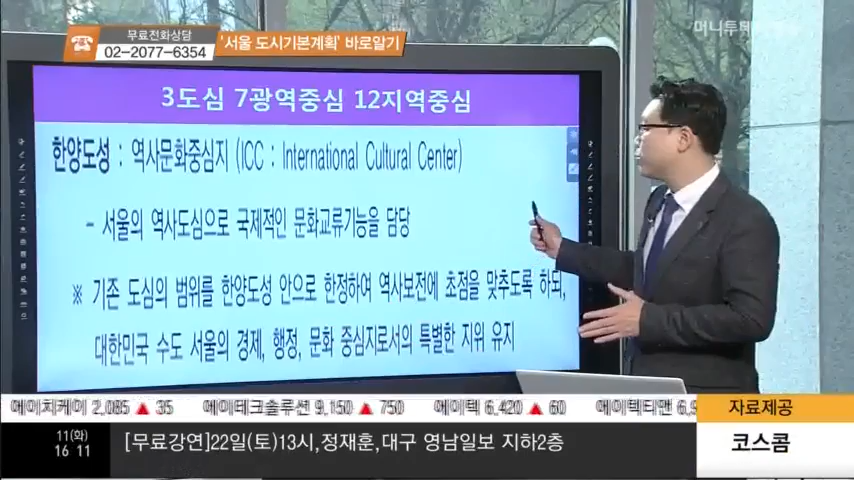 무료전화상담
02-2077-6354
'서울 도시기본계획' 바로알기
머니투데이
3도심 7광역중심 12지역중심
한양도성 : 역사문화중심지 (ICC : International Cultural Center)
- 서울의 역사도심으로 국제적인 문화교류기능을 담당
※ 기존 도심의 범위를 한양도성 안으로 한정하여 역사보전에 초점을 맞추도록 하되,
대한민국 수도 서울의 경제, 행정, 문화 중심지로서의 특별한 지위 유지
에이치케이 2,085 ▲ 35 에이테크솔루션 9,150 ▲ 750 에이텍 6,420 ▲ 60 에이텍티앤
자료제공
코스콤
11(화)
16 11
[무료강연]22일(토)13시,정재훈,대구 영남일보 지하2층